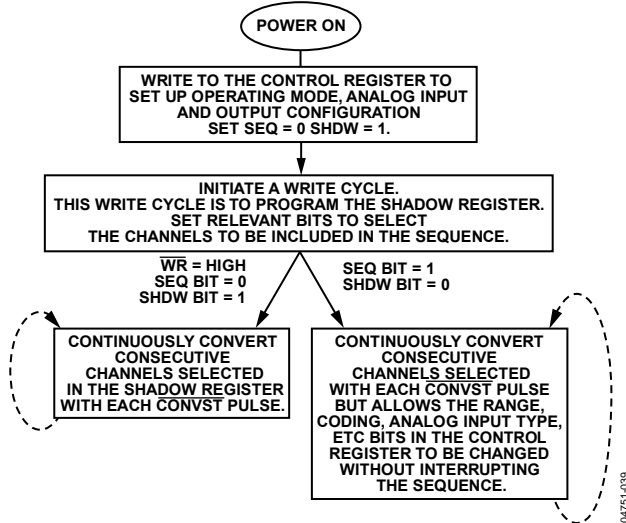 POWER ON
WRITE TO THE CONTROL REGISTER TO
SET UP OPERATING MODE, ANALOG INPUT
AND OUTPUT CONFIGURATION
SET SEQ = 0 SHDW = 1.
INITIATE A WRITE CYCLE.
THIS WRITE CYCLE IS TO PROGRAM THE SHADOW REGISTER.
SET RELEVANT BITS TO SELECT
THE CHANNELS TO BE INCLUDED IN THE SEQUENCE.
W̅R̅ = HIGH
SEQ BIT = 0
SHDW BIT = 1
SEQ BIT = 1
SHDW BIT = 0
CONTINUOUSLY CONVERT
CONSECUTIVE
CHANNELS SELECTED
IN THE SHADOW REGISTER
WITH EACH C̅O̅N̅V̅S̅T̅ PULSE.
CONTINUOUSLY CONVERT
CONSECUTIVE
CHANNELS SELECTED
WITH EACH C̅O̅N̅V̅S̅T̅ PULSE
BUT ALLOWS THE RANGE,
CODING, ANALOG INPUT TYPE,
ETC BITS IN THE CONTROL
REGISTER TO BE CHANGED
WITHOUT INTERRUPTING
THE SEQUENCE.
04751-039